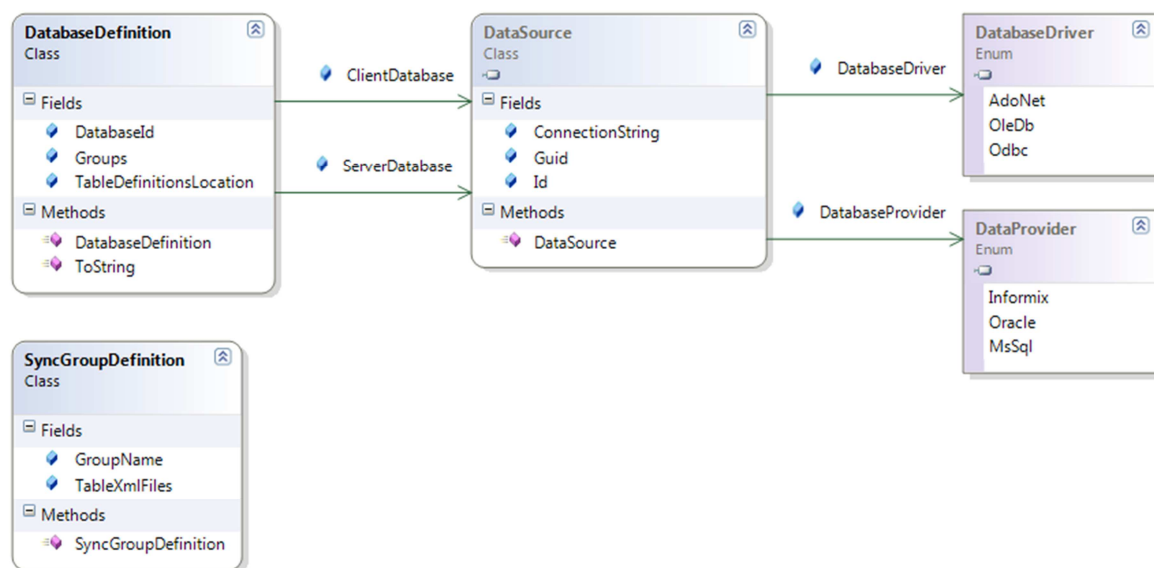 DatabaseDefinition
Class
Fields
DatabaseId
Groups
TableDefinitionsLocation
Methods
DatabaseDefinition
ToString
ClientDatabase
ServerDatabase
DataSource
Class
Fields
ConnectionString
Guid
Id
Methods
DataSource
DatabaseDriver
DatabaseProvider
DatabaseDriver
Enum
AdoNet
OleDb
Odbc
DataProvider
Enum
Informix
Oracle
MsSql
SyncGroupDefinition
Class
Fields
GroupName
TableXmlFiles
Methods
SyncGroupDefinition